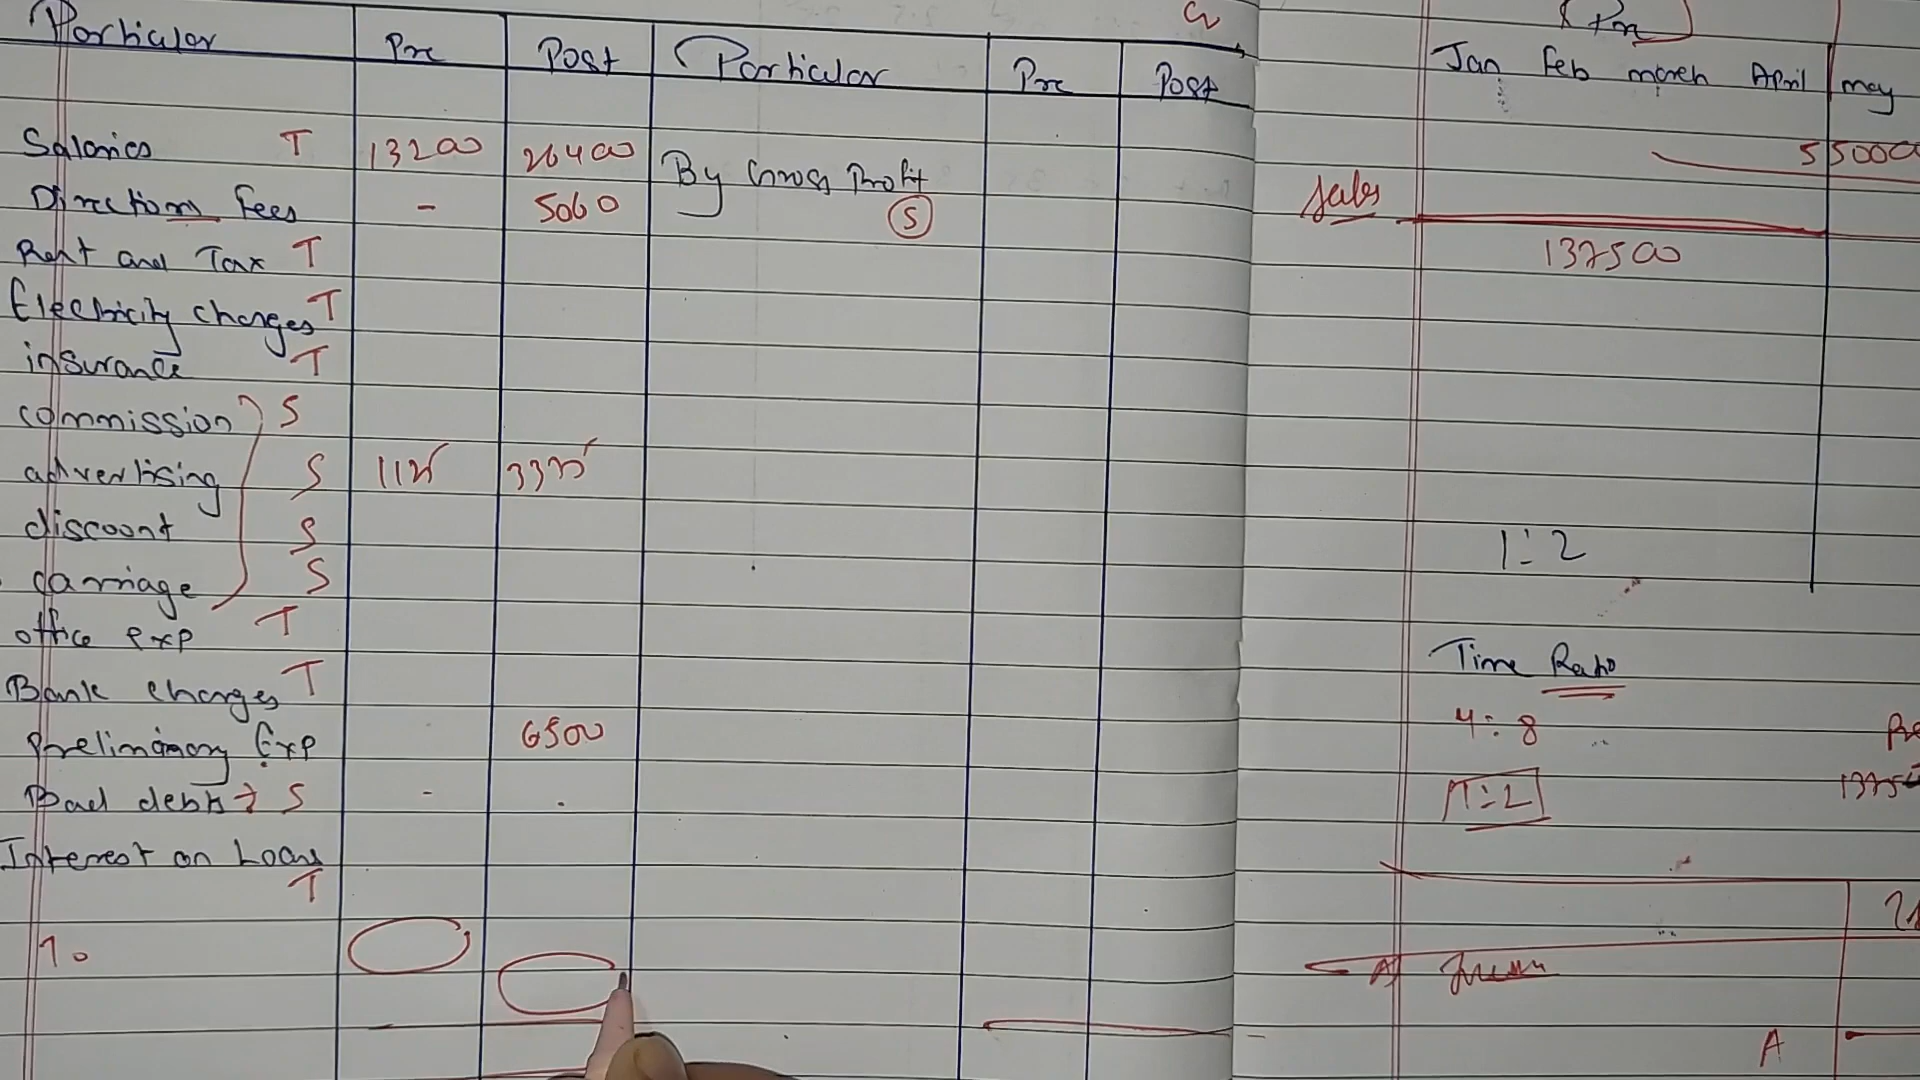 Particular Pre Post Particular Pre Post
Salaries T 13200 26400 By Gross Profit
Directors Fees - 5060 S
Rent and Tax T
Electricity charges T
insurance T
commission S
advertising S 1125 3375
discount S
carriage S
office exp T
Bank charges T
Preliminary Exp - 6500
Bad debts → S - .
Interest on Loans
T
To
Pre
Jan Feb march April may
55000
sales
137500
1:2
Time Ratio
4:8
1:2
A